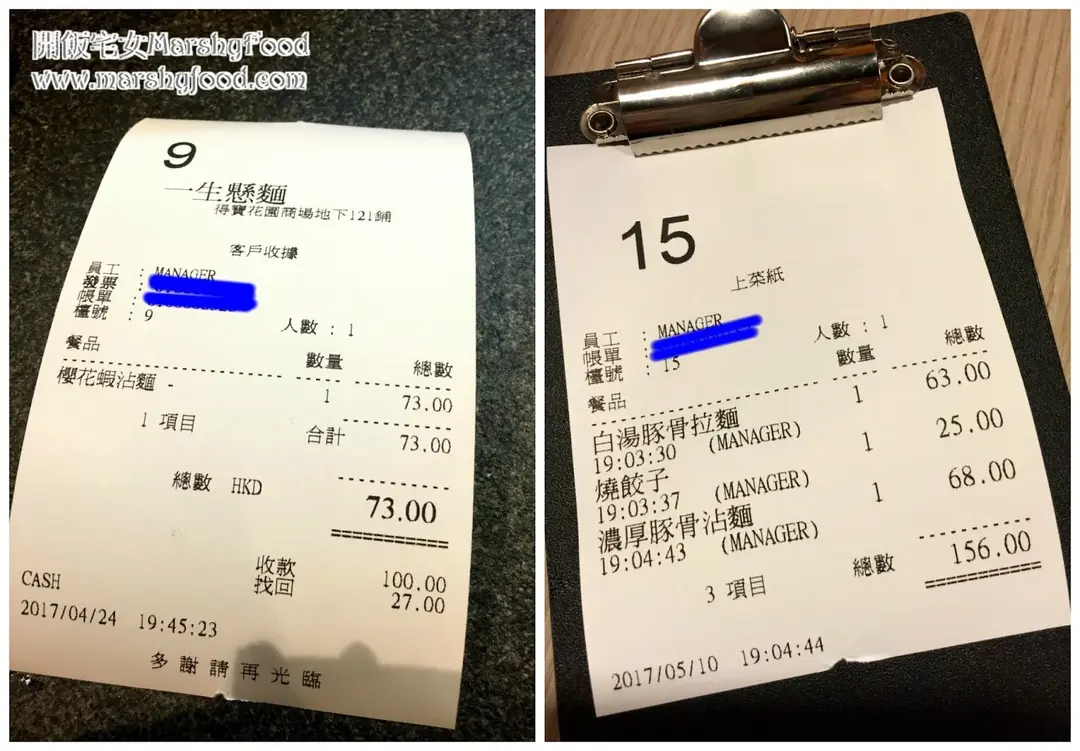 開飯宅女MarshyFood
www.marshyfood.com
9
一生懸麵
得寶花園商場地下121鋪
客戶收據
員工 : MANAGER
發票 :
帳單 :
檯號 : 9 人數 : 1
餐品 數量 總數
櫻花蝦沾麵 - 1 73.00
1 項目 合計 73.00
總數 HKD 73.00
收款 100.00
找回 27.00
CASH
2017/04/24 19:45:23
多謝請再光臨
15
上菜紙
員工 : MANAGER
帳單 :
檯號 : 15 人數 : 1
餐品 數量 總數
白湯豚骨拉麵 1 63.00
19:03:30 (MANAGER)
燒餃子 1 25.00
19:03:37 (MANAGER)
濃厚豚骨沾麵 1 68.00
19:04:43 (MANAGER)
3 項目 總數 156.00
2017/05/10 19:04:44